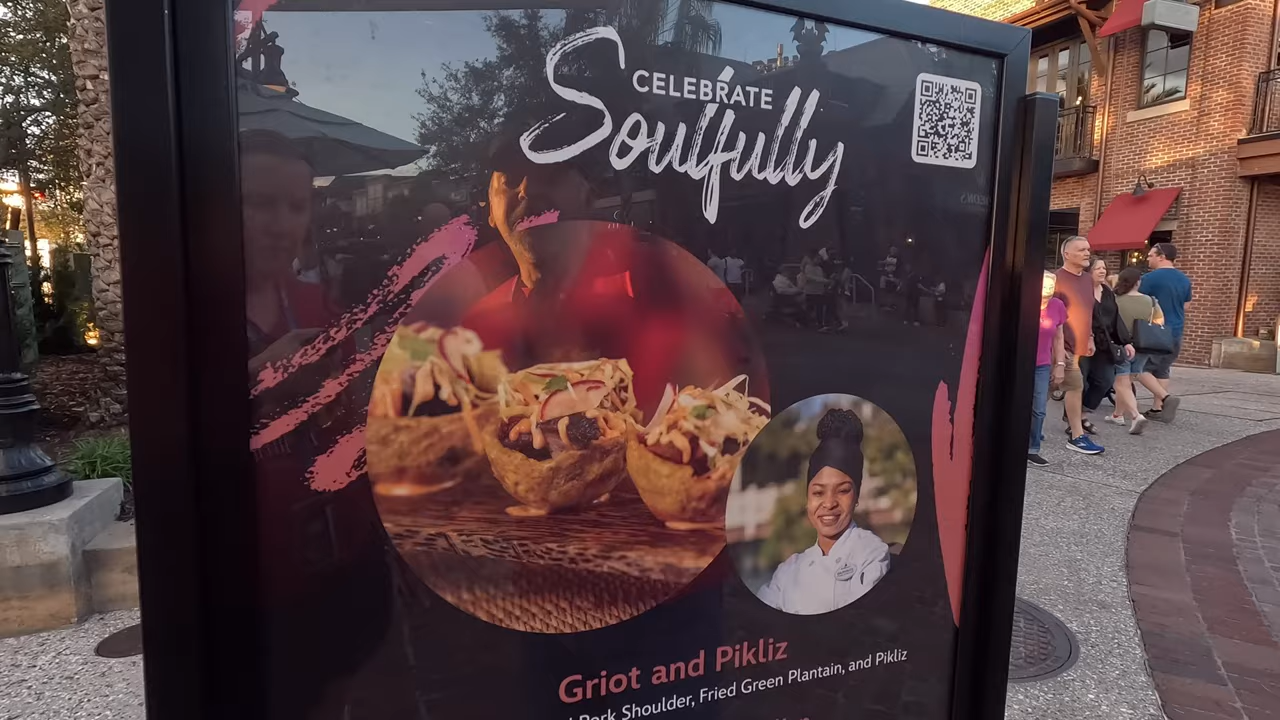 CELEBRATE
Soulfully
Griot and Pikliz
Pork Shoulder, Fried Green Plantain, and Pikliz